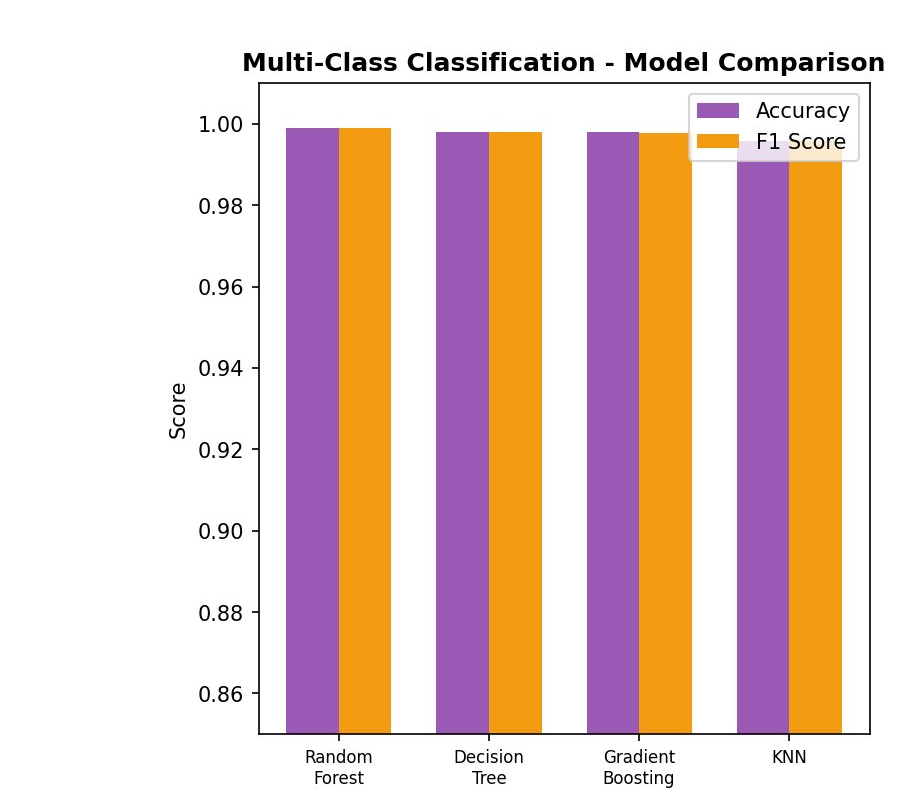 Multi-Class Classification - Model Comparison
Accuracy
F1 Score
1.00
0.98
0.96
0.94
0.92
0.90
0.88
0.86
Score
Random
Forest
Decision
Tree
Gradient
Boosting
KNN